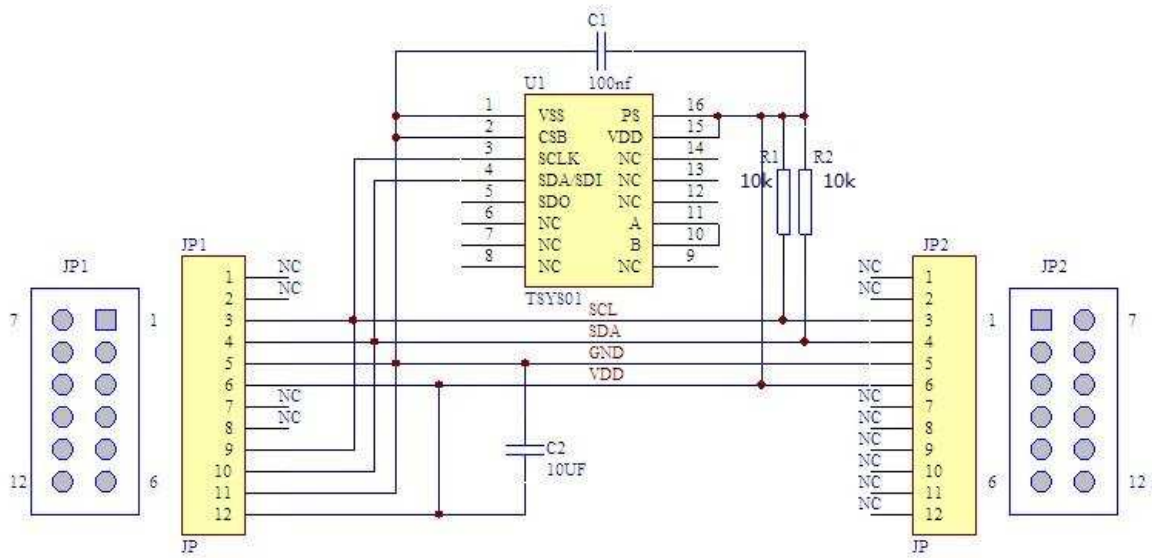 C1
100nf
U1
1 VSS PS 16
2 CSB VDD 15
3 SCLK NC 14
4 SDA/SDI NC 13
5 SDO NC 12
6 NC A 11
7 NC B 10
8 NC NC 9
TSYS01
R1 R2
10k 10k
JP1
7 1
12 6
JP1
1 NC
2 NC
3
4
5
6
7 NC
8 NC
9
10
11
12
JP
SCL
SDA
GND
VDD
C2
10UF
JP2
NC 1
NC 2
3
4
5
6
NC 7
NC 8
NC 9
NC 10
NC 11
NC 12
JP
JP2
1 7
6 12